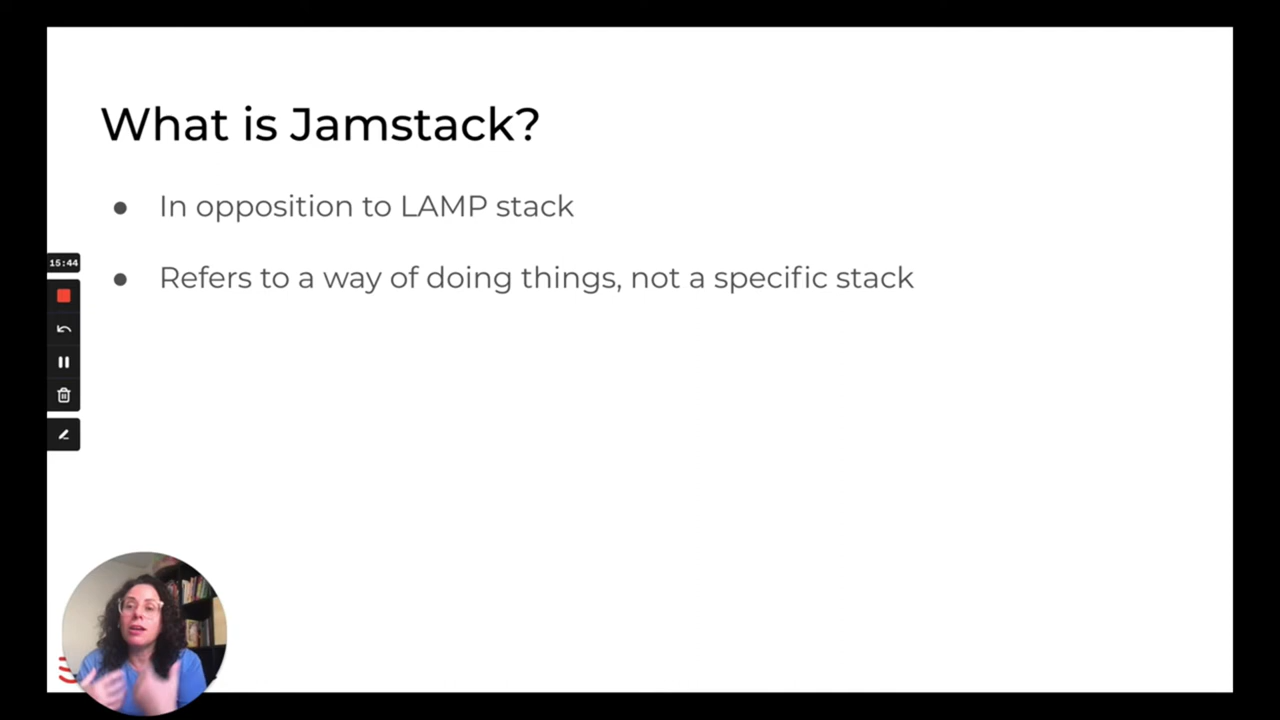 What is Jamstack?
● In opposition to LAMP stack
● Refers to a way of doing things, not a specific stack
15:44